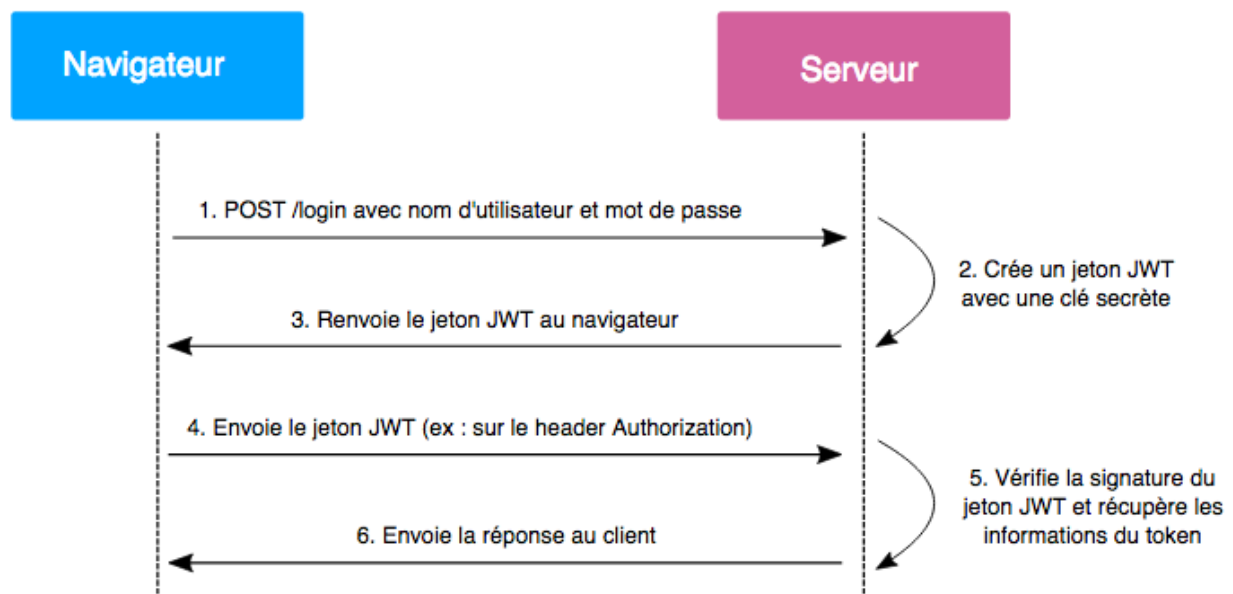 Navigateur
Serveur
1. POST /login avec nom d'utilisateur et mot de passe
2. Crée un jeton JWT
avec une clé secrète
3. Renvoie le jeton JWT au navigateur
4. Envoie le jeton JWT (ex : sur le header Authorization)
5. Vérifie la signature du
jeton JWT et récupère les
informations du token
6. Envoie la réponse au client